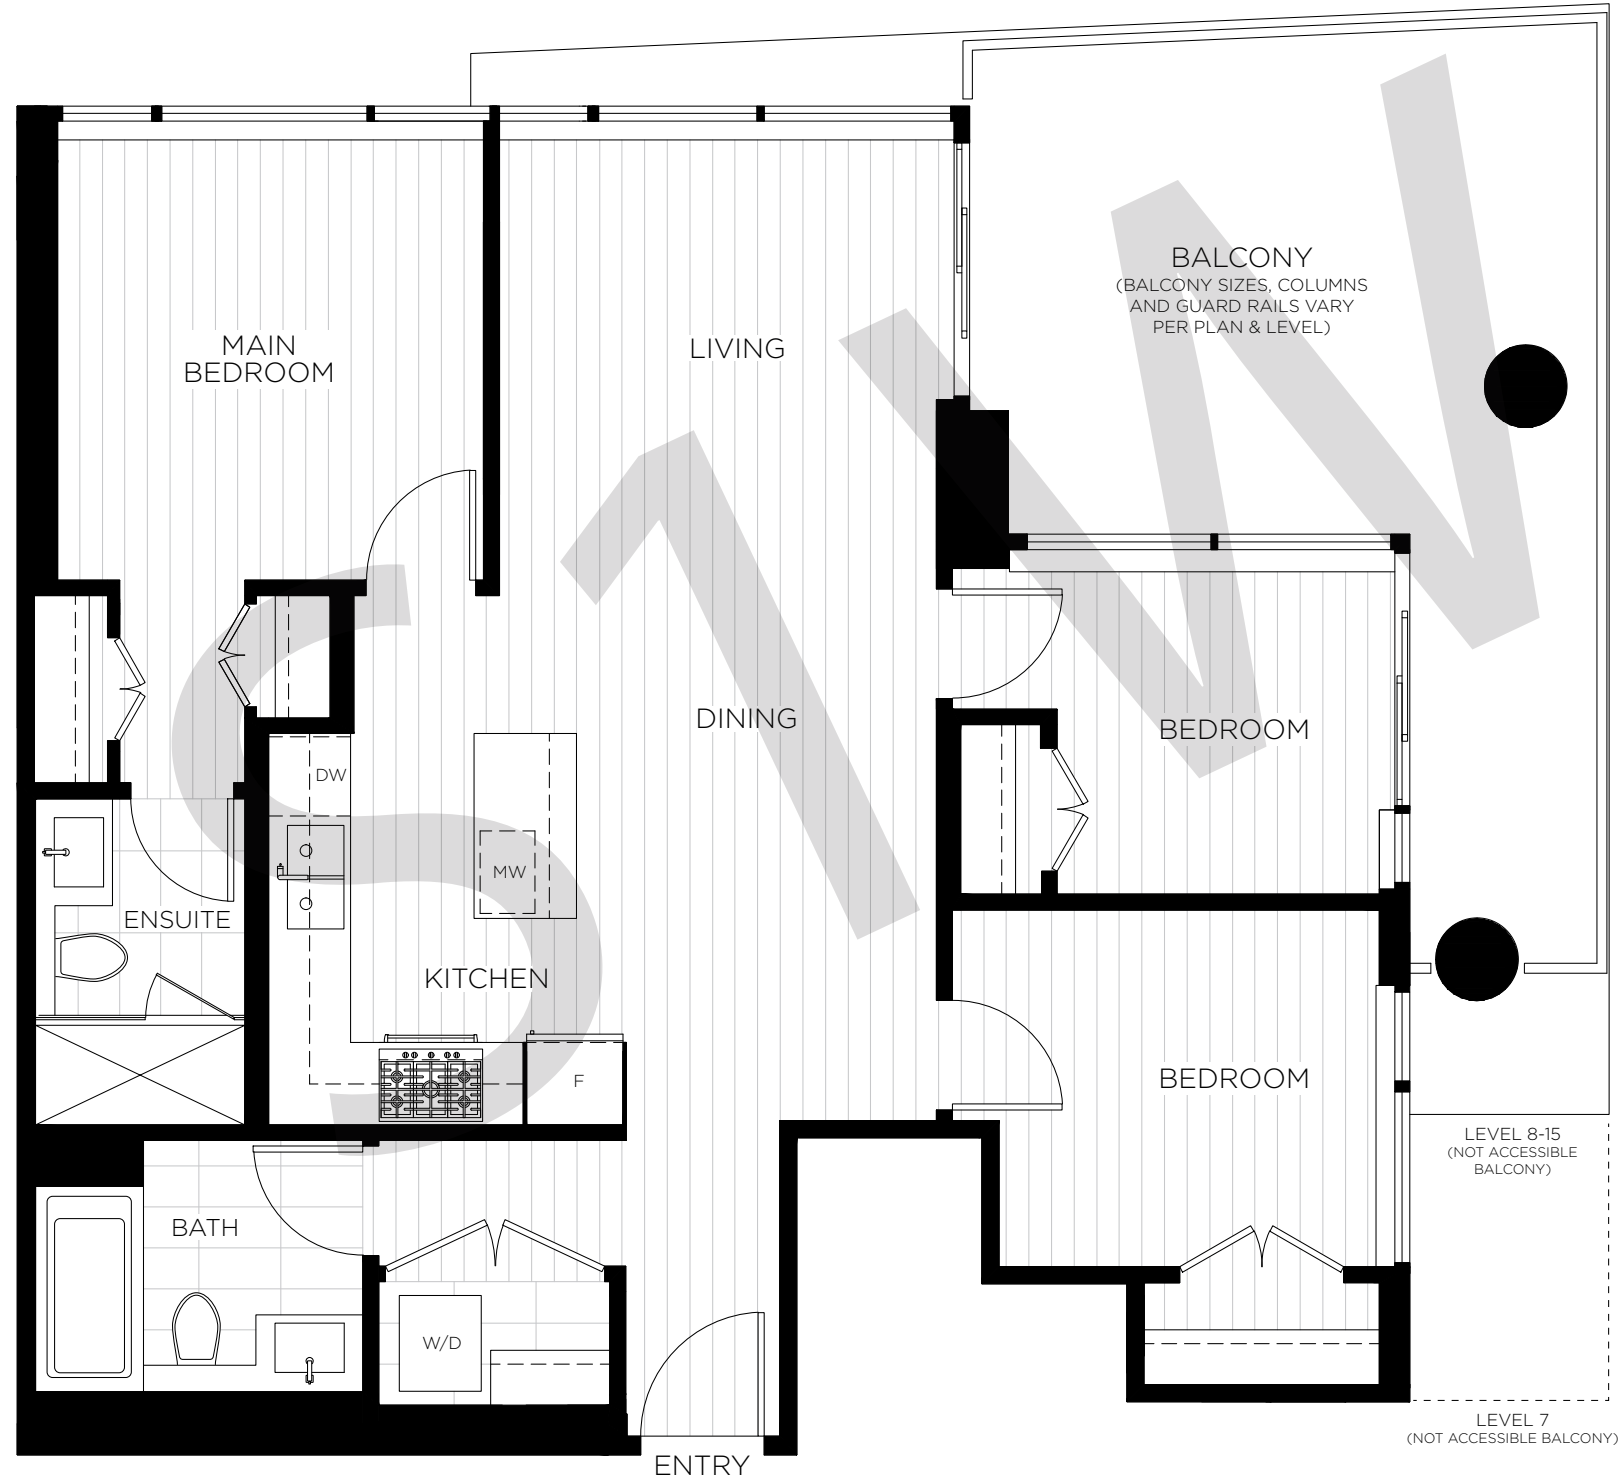 BALCONY
(BALCONY SIZES, COLUMNS
AND GUARD RAILS VARY
PER PLAN & LEVEL)
MAIN
BEDROOM
LIVING
DINING
BEDROOM
DW
MW
ENSUITE
KITCHEN
F
BEDROOM
LEVEL 8-15
(NOT ACCESSIBLE
BALCONY)
BATH
W/D
LEVEL 7
(NOT ACCESSIBLE BALCONY)
ENTRY
S1W